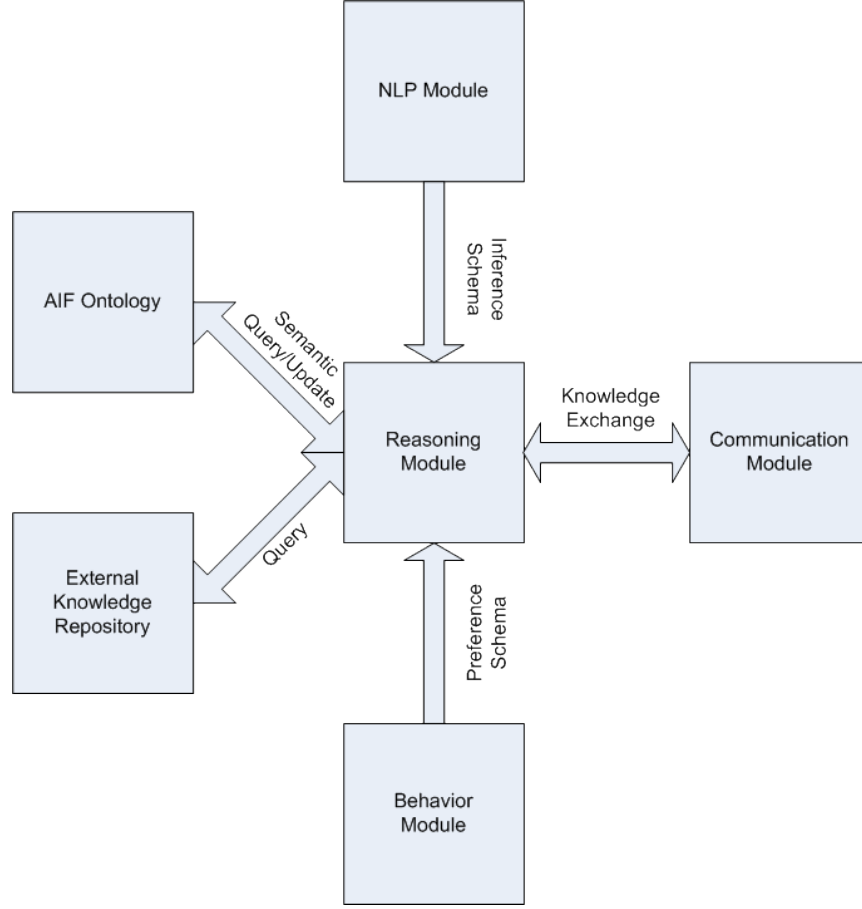 NLP Module
Inference
Schema
AIF Ontology
Semantic
Query/Update
Reasoning
Module
Knowledge
Exchange
Communication
Module
Query
External
Knowledge
Repository
Preference
Schema
Behavior
Module